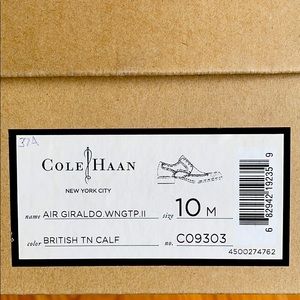 37A
COLE HAAN
NEW YORK CITY
name AIR GIRALDO.WNGTP.II size 10 M
color BRITISH TN CALF no. C09303
6 82942 19235 9
4500274762